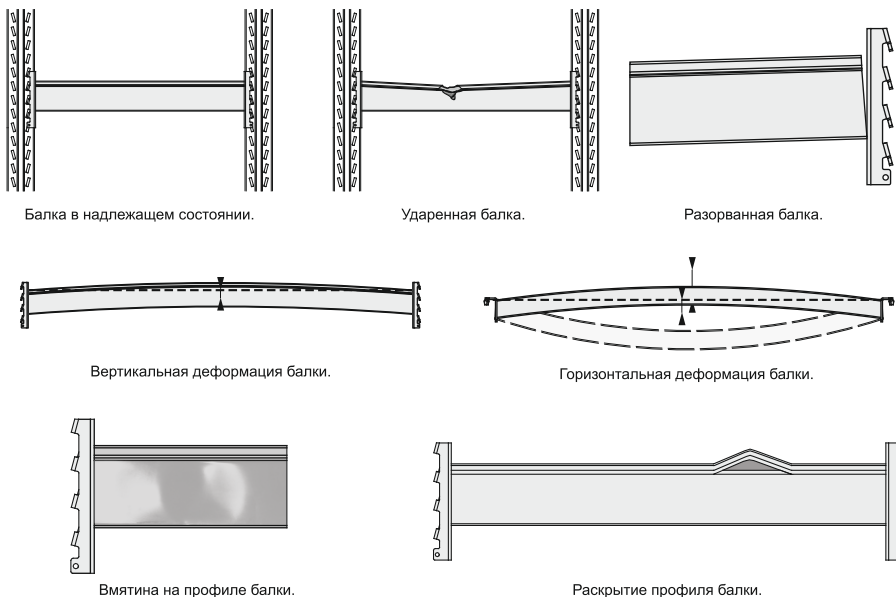 Балка в надлежащем состоянии.
Ударенная балка.
Разорванная балка.
Вертикальная деформация балки.
Горизонтальная деформация балки.
Вмятина на профиле балки.
Раскрытие профиля балки.